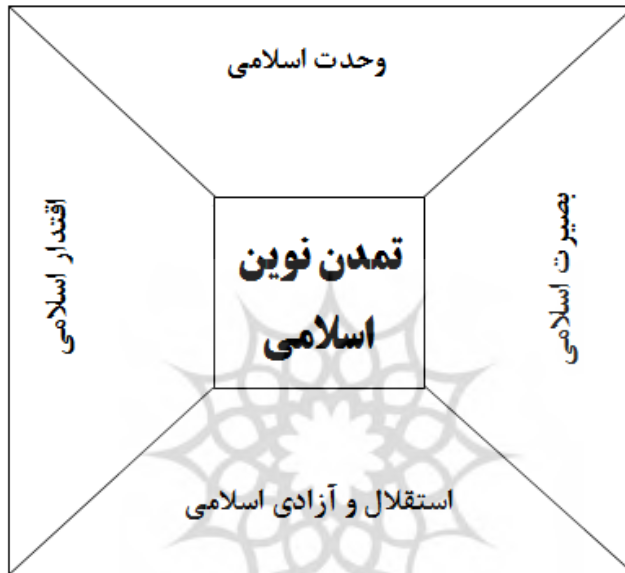 وحدت اسلامی
بصیرت اسلامی
اقتدار اسلامی
تمدن نوین
اسلامی
استقلال و آزادی اسلامی